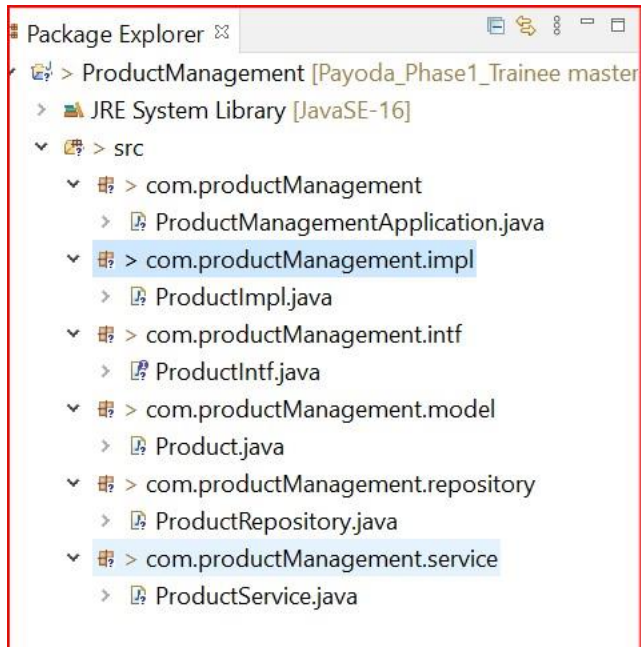 Package Explorer
> ProductManagement [Payoda_Phase1_Trainee master
JRE System Library [JavaSE-16]
> src
> com.productManagement
ProductManagementApplication.java
> com.productManagement.impl
ProductImpl.java
> com.productManagement.intf
ProductIntf.java
> com.productManagement.model
Product.java
> com.productManagement.repository
ProductRepository.java
> com.productManagement.service
ProductService.java